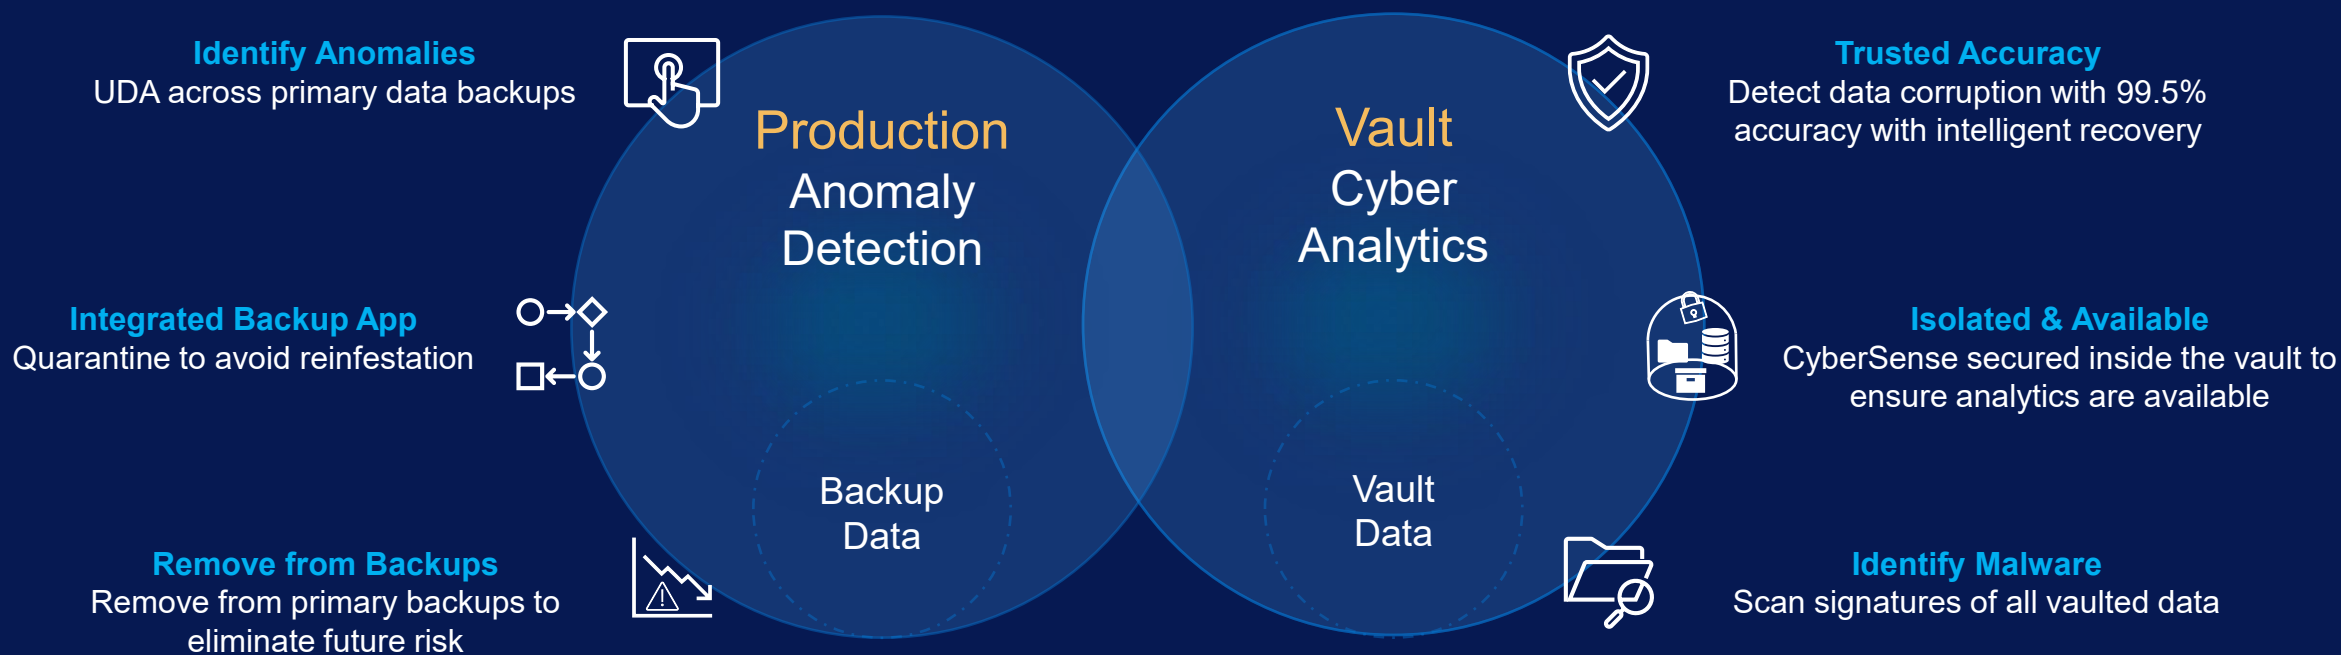 Identify Anomalies
UDA across primary data backups
Integrated Backup App
Quarantine to avoid reinfestation
Remove from Backups
Remove from primary backups to
eliminate future risk
Production
Anomaly
Detection
Backup
Data
Vault
Cyber
Analytics
Vault
Data
Trusted Accuracy
Detect data corruption with 99.5%
accuracy with intelligent recovery
Isolated & Available
CyberSense secured inside the vault to
ensure analytics are available
Identify Malware
Scan signatures of all vaulted data